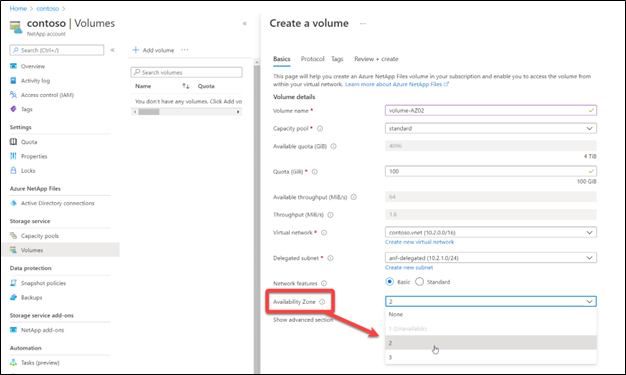 Home > contoso >
contoso | Volumes
NetApp account
Search (Ctrl+/)
Overview
Activity log
Access control (IAM)
Tags
Settings
Quota
Properties
Locks
Azure NetApp Files
Active Directory connections
Storage service
Capacity pools
Volumes
Data protection
Snapshot policies
Backups
Storage service add-ons
NetApp add-ons
Automation
Tasks (preview)
+ Add volume ...
Search volumes
Name Quota
You don't have any volumes. Click Add vo
Create a volume ...
Basics Protocol Tags Review + create
This page will help you create an Azure NetApp Files volume in your subscription and enable you to access the volume from
within your virtual network. Learn more about Azure NetApp Files
Volume details
Volume name * volume-AZ02
Capacity pool * standard
Available quota (GiB) 4096
4 TiB
Quota (GiB) * 100
100 GiB
Available throughput (MiB/s) 64
Throughput (MiB/s) 1.6
Virtual network * contoso.vnet (10.2.0.0/16)
Create new virtual network
Delegated subnet * anf-delegated (10.2.1.0/24)
Create new subnet
Network features Basic Standard
Availability Zone 2
None
1 (Unavailable)
2
3
Show advanced section